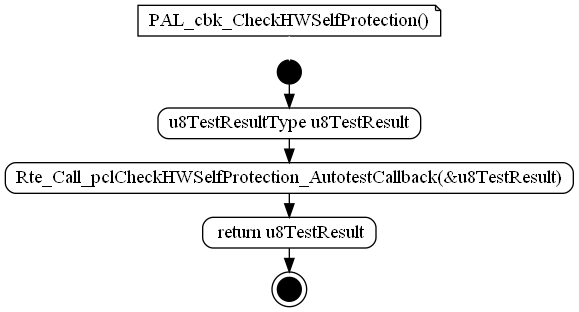 PAL_cbk_CheckHWSelfProtection()
u8TestResultType u8TestResult
Rte_Call_pclCheckHWSelfProtection_AutotestCallback(&u8TestResult)
return u8TestResult